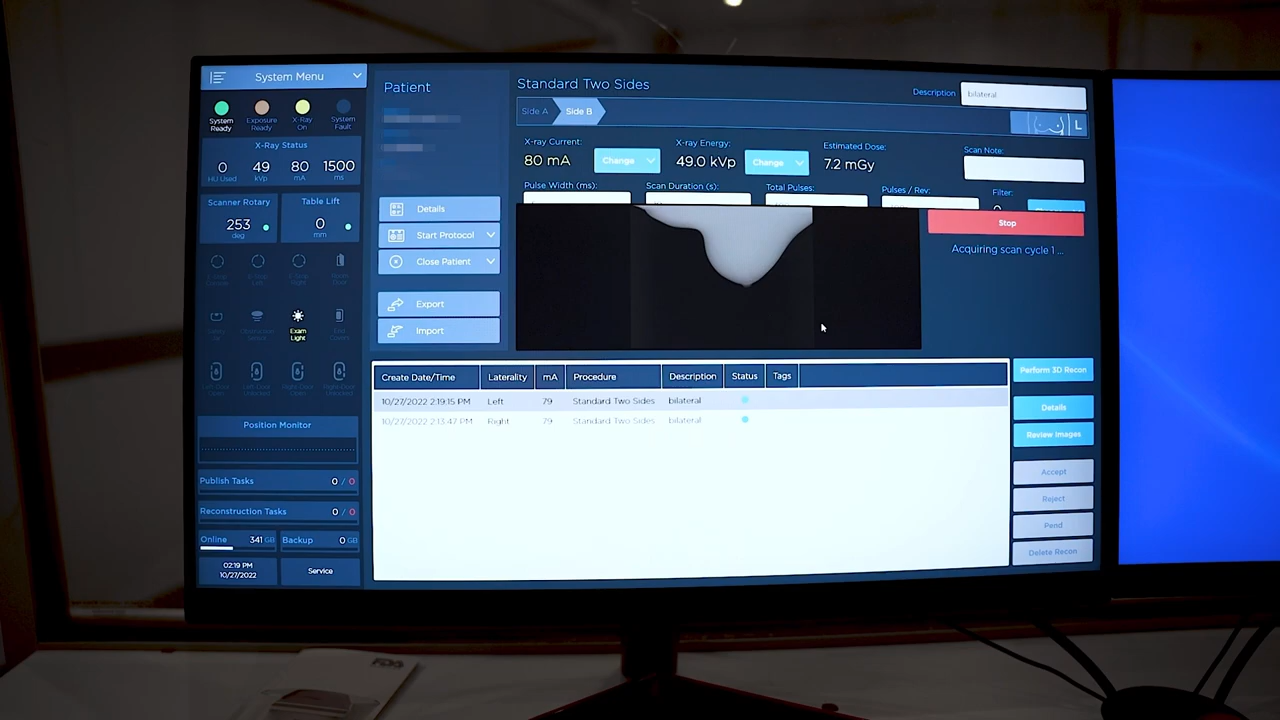 System Menu
System Ready
Exposure Ready
X-Ray On
System Fault
X-Ray Status
0 49 80 1500
HU Used kVp mA ms
Scanner Rotary
253
deg
Table Lift
0
mm
Exam Light
Position Monitor
Publish Tasks 0 / 0
Reconstruction Tasks 0 / 0
Online 341 GB
Backup 0 GB
02:19 PM
10/27/2022
Service
Patient
Details
Start Protocol
Close Patient
Export
Import
Standard Two Sides
Description bilateral
Side A Side B
L
X-ray Current:
80 mA
Change
X-ray Energy:
49.0 kVp
Change
Estimated Dose:
7.2 mGy
Scan Note:
Pulse Width (ms):
Scan Duration (s):
Total Pulses:
Pulses / Rev:
Filter:
Stop
Acquiring scan cycle 1 ...
Create Date/Time Laterality mA Procedure Description Status Tags
10/27/2022 2:19:15 PM Left 79 Standard Two Sides bilateral
10/27/2022 2:13:47 PM Right 79 Standard Two Sides bilateral
Perform 3D Recon
Details
Review Images
Accept
Reject
Pend
Delete Recon
FDA